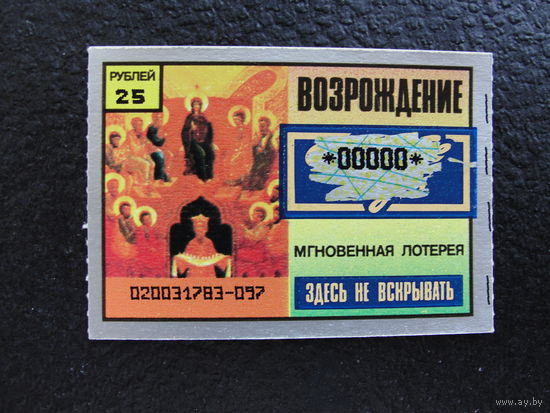 РУБЛЕЙ
25
ВОЗРОЖДЕНИЕ
*00000*
МГНОВЕННАЯ ЛОТЕРЕЯ
020031783-097
ЗДЕСЬ НЕ ВСКРЫВАТЬ
© www.ay.by